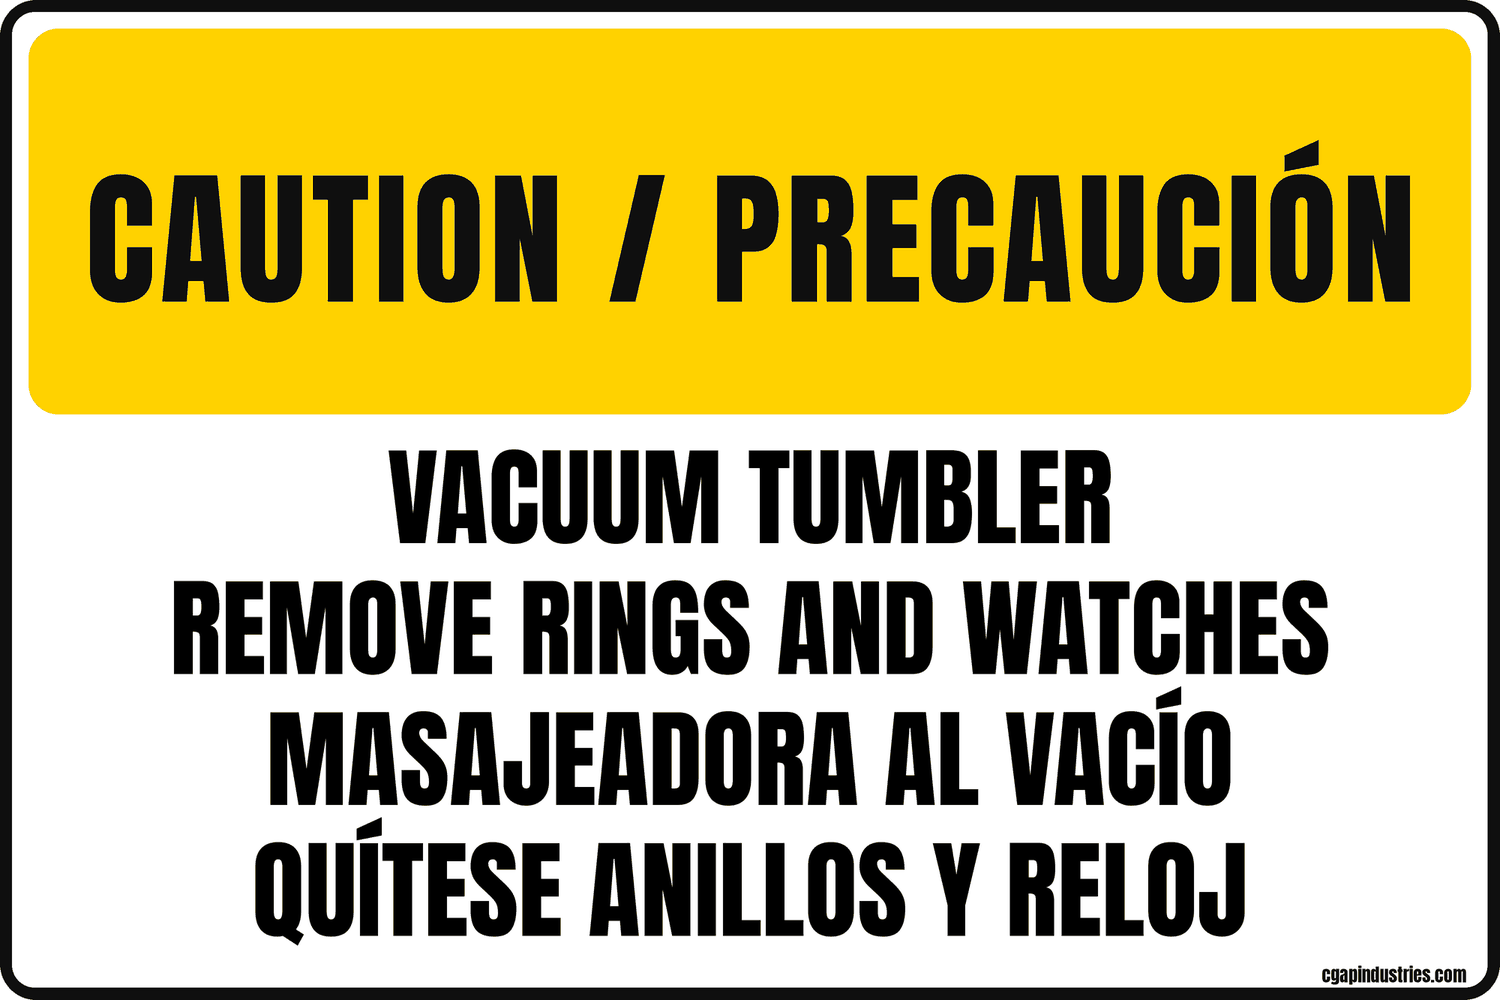 CAUTION / PRECAUCIÓN
VACUUM TUMBLER
REMOVE RINGS AND WATCHES
MASAJEADORA AL VACÍO
QUÍTESE ANILLOS Y RELOJ
cgapindustries.com